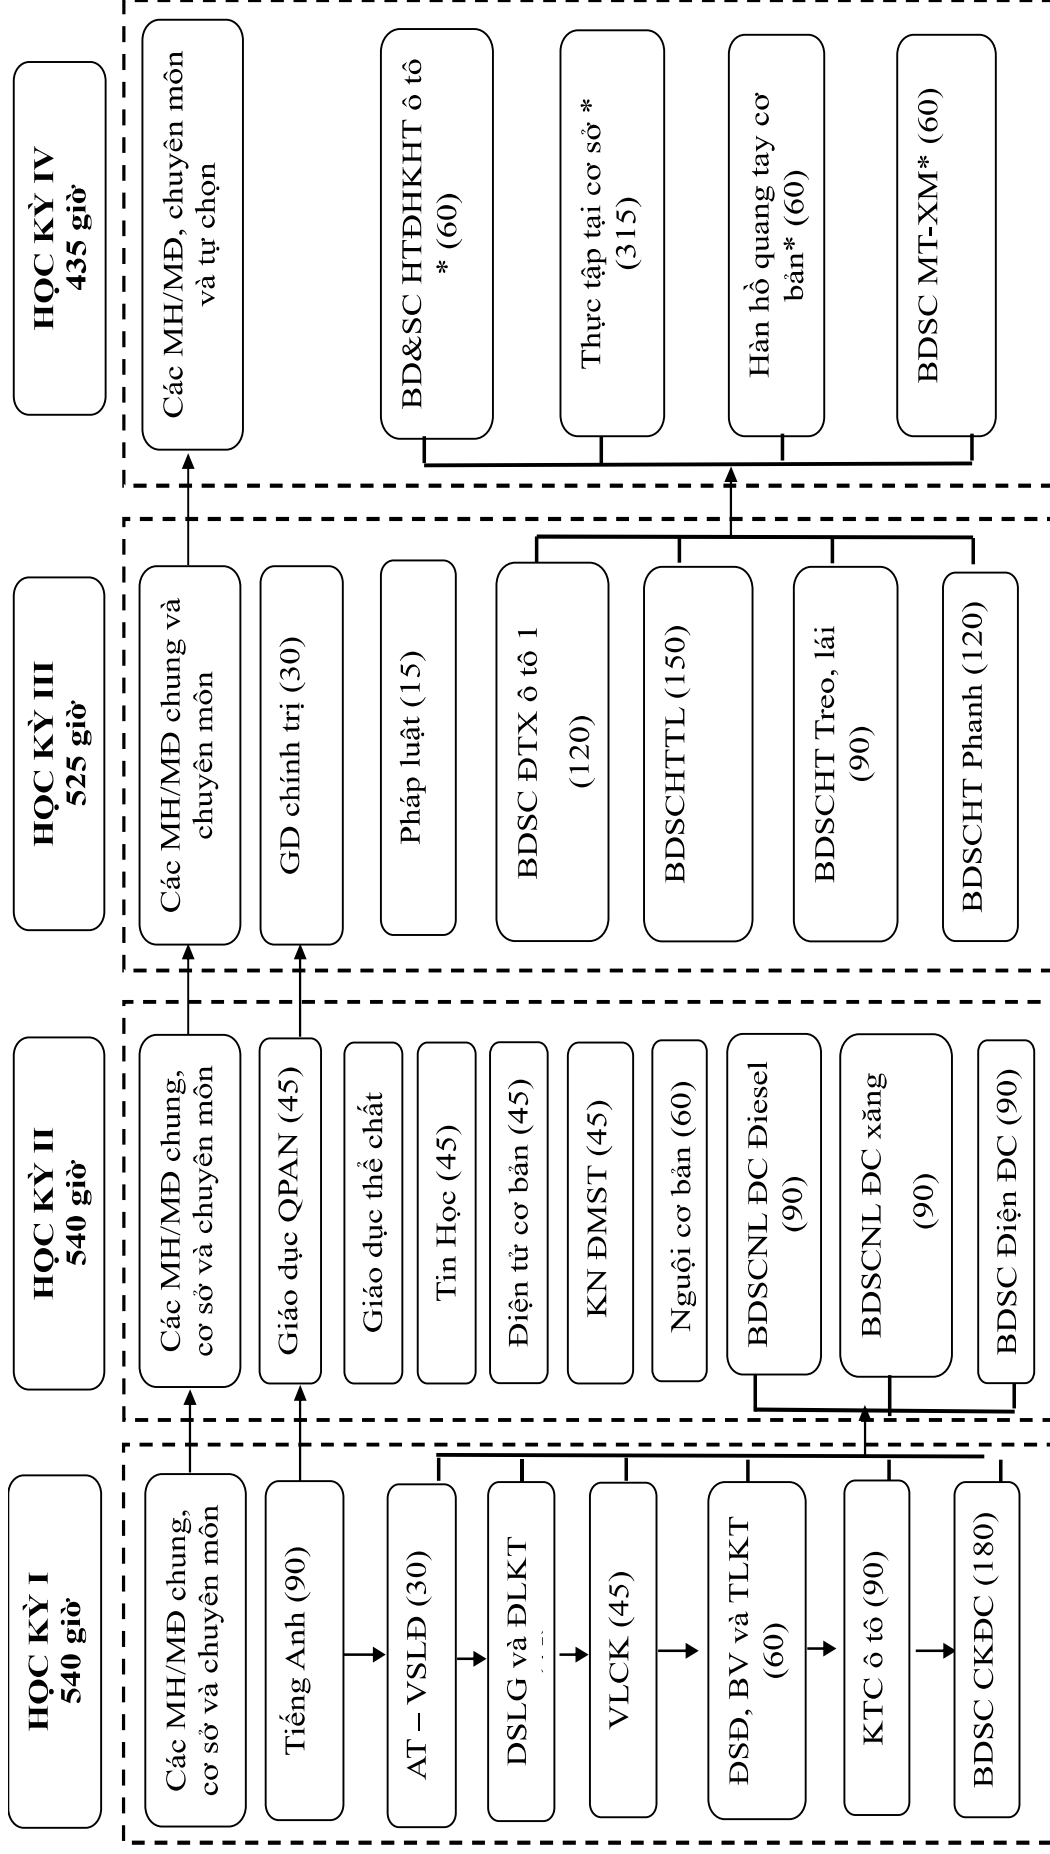 HỌC KỲ I
540 giờ
Các MH/MĐ chung,
cơ sở và chuyên môn
Tiếng Anh (90)
AT – VSLĐ (30)
DSLG và ĐLKT
VLCK (45)
ĐSĐ, BV và TLKT
(60)
KTC ô tô (90)
BDSC CKĐC (180)
HỌC KỲ II
540 giờ
Các MH/MĐ chung,
cơ sở và chuyên môn
Giáo dục QPAN (45)
Giáo dục thể chất
Tin Học (45)
Điện tử cơ bản (45)
KN ĐMST (45)
Nguội cơ bản (60)
BDSCNL ĐC Diesel
(90)
BDSCNL ĐC xăng
(90)
BDSC Điện ĐC (90)
HỌC KỲ III
525 giờ
Các MH/MĐ chung và
chuyên môn
GD chính trị (30)
Pháp luật (15)
BDSC ĐTX ô tô 1
(120)
BDSCHTTL (150)
BDSCHT Treo, lái
(90)
BDSCHT Phanh (120)
HỌC KỲ IV
435 giờ
Các MH/MĐ, chuyên môn
và tự chọn
BD&SC HTĐHKHT ô tô
* (60)
Thực tập tại cơ sở *
(315)
Hàn hồ quang tay cơ
bản* (60)
BDSC MT-XM* (60)